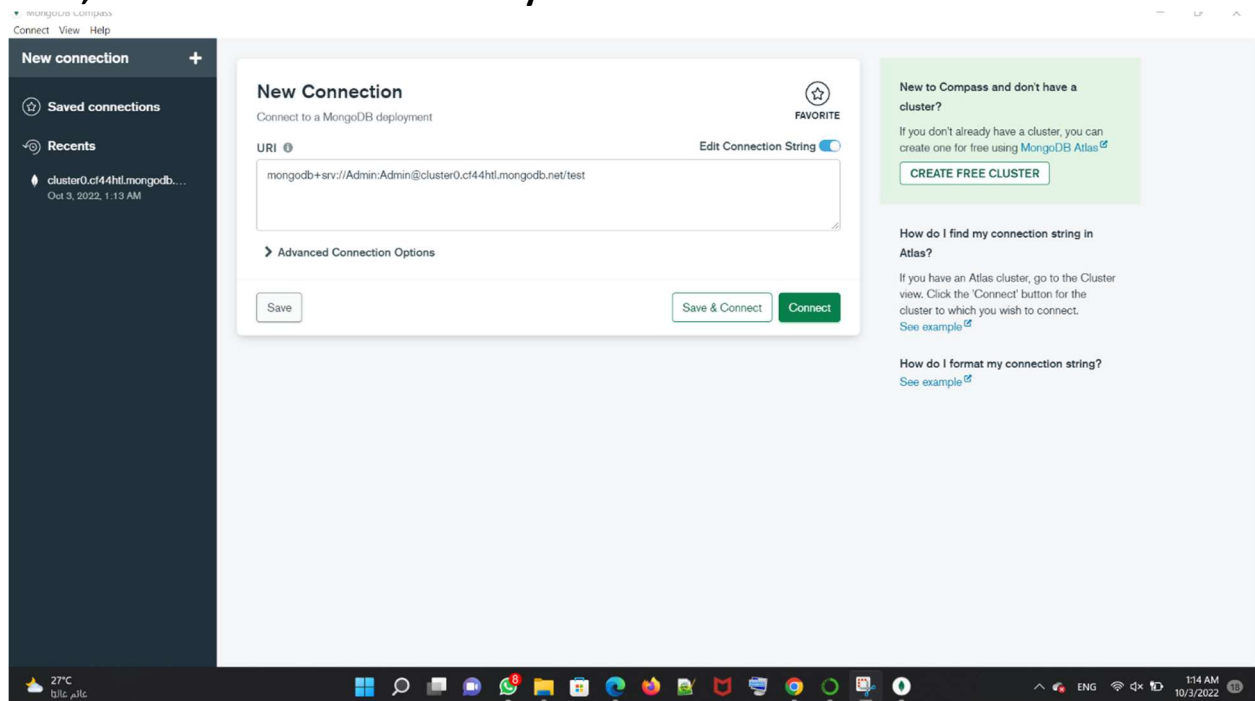 MongoDB Compass
Connect View Help
New connection +
Saved connections
Recents
cluster0.cf44htl.mongodb....
Oct 3, 2022, 1:13 AM
New Connection
Connect to a MongoDB deployment
FAVORITE
URI
Edit Connection String
mongodb+srv://Admin:Admin@cluster0.cf44htl.mongodb.net/test
Advanced Connection Options
Save
Save & Connect
Connect
New to Compass and don't have a
cluster?
If you don't already have a cluster, you can
create one for free using MongoDB Atlas
CREATE FREE CLUSTER
How do I find my connection string in
Atlas?
If you have an Atlas cluster, go to the Cluster
view. Click the 'Connect' button for the
cluster to which you wish to connect.
See example
How do I format my connection string?
See example
27°C
غائم غالبًا
8
ENG
1:14 AM
10/3/2022
18